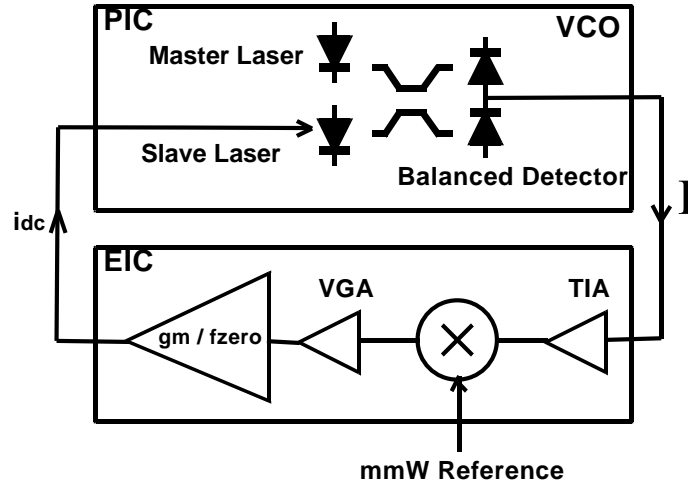 PIC
VCO
Master Laser
Slave Laser
Balanced Detector
idc
EIC
VGA
TIA
gm / fzero
mmW Reference